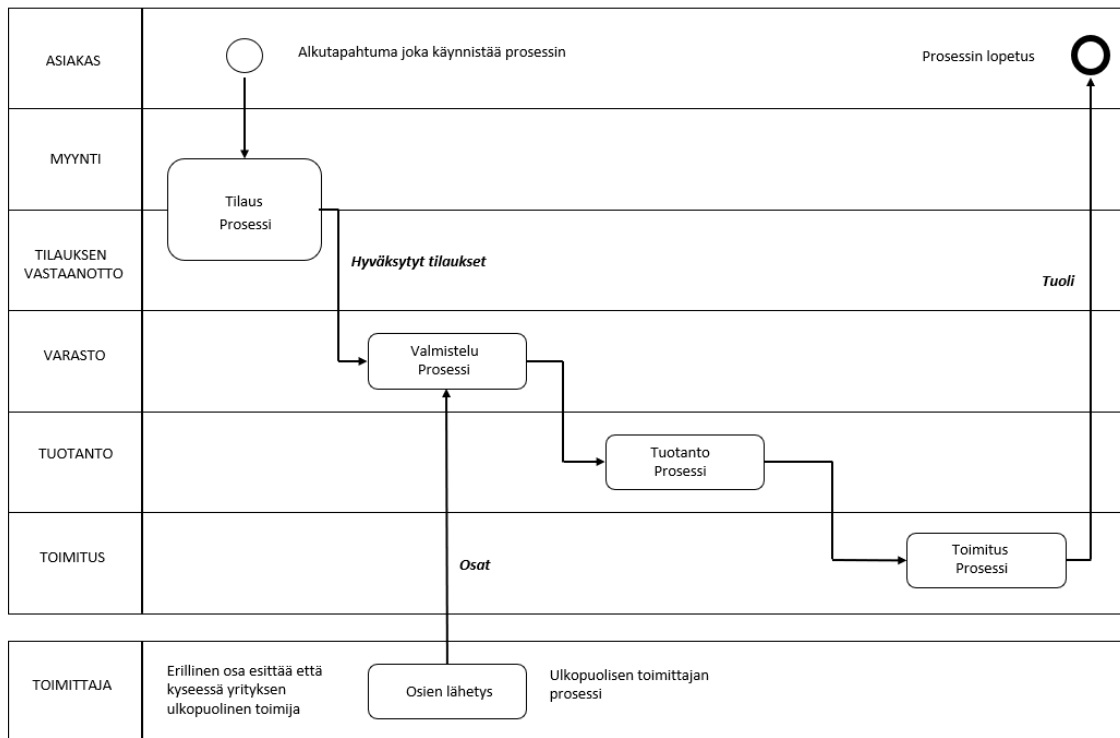 ASIAKAS
Alkutapahtuma joka käynnistää prosessin
Prosessin lopetus
MYYNTI
Tilaus
Prosessi
TILAUKSEN
VASTAANOTTO
Hyväksytyt tilaukset
Tuoli
VARASTO
Valmistelu
Prosessi
TUOTANTO
Tuotanto
Prosessi
TOIMITUS
Osat
Toimitus
Prosessi
TOIMITTAJA
Erillinen osa esittää että
kyseessä yrityksen
ulkopuolinen toimija
Osien lähetys
Ulkopuolisen toimittajan
prosessi